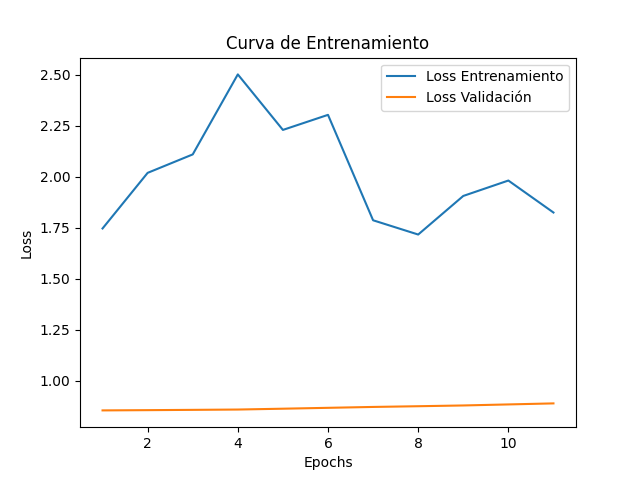 Curva de Entrenamiento
Loss Entrenamiento
Loss Validación
Loss
2.50
2.25
2.00
1.75
1.50
1.25
1.00
2 4 6 8 10
Epochs